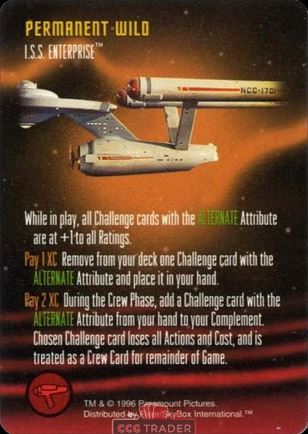 PERMANENT WILD
I.S.S. ENTERPRISE™
NCC-1701
While in play, all Challenge cards with the ALTERNATE Attribute
are at +1 to all Ratings.
Pay 1 XC Remove from your deck one Challenge card with the
ALTERNATE Attribute and place it in your hand.
Pay 2 XC During the Crew Phase, add a Challenge card with the
ALTERNATE Attribute from your hand to your Complement.
Chosen Challenge card loses all Actions and Cost, and is
treated as a Crew Card for remainder of Game.
TM & © 1996 Paramount Pictures.
Distributed by Fleer/SkyBox International.™
CCG TRADER